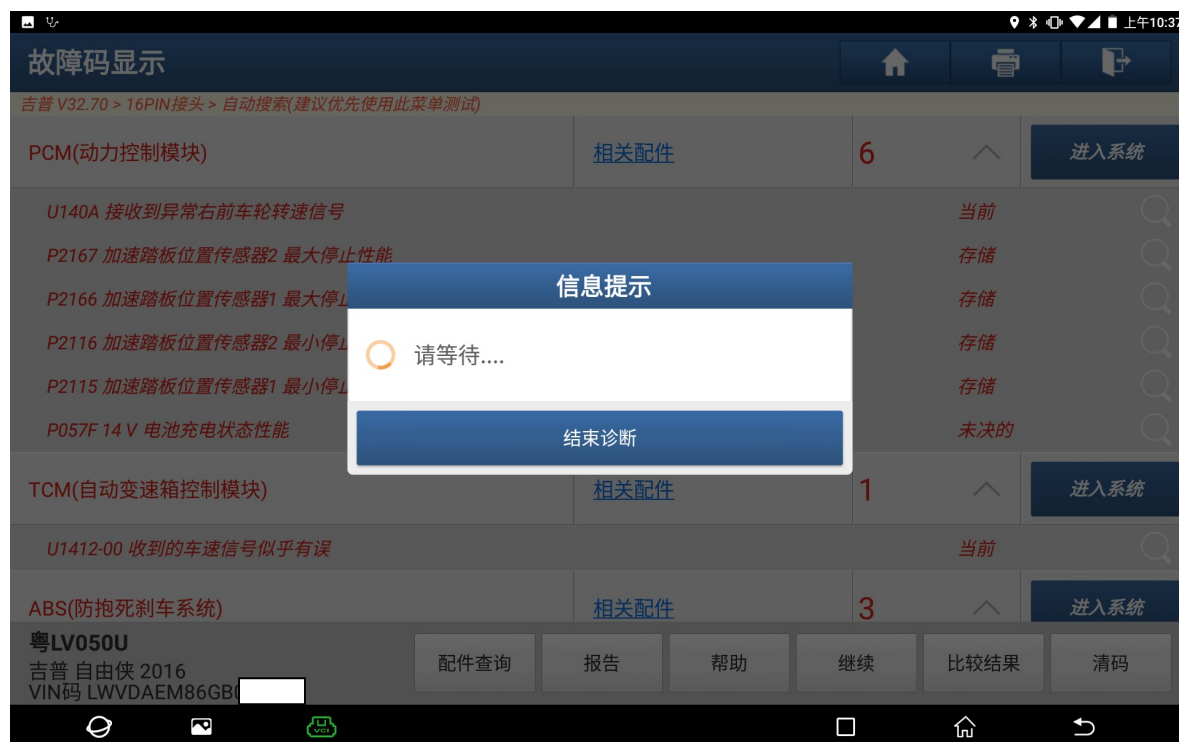 上午10:37
故障码显示
吉普 V32.70 > 16PIN接头 > 自动搜索(建议优先使用此菜单测试)
PCM(动力控制模块) 相关配件 6 进入系统
U140A 接收到异常右前车轮转速信号 当前
P2167 加速踏板位置传感器2 最大停止性能 存储
P2166 加速踏板位置传感器1 最大停 存储
P2116 加速踏板位置传感器2 最小停 存储
P2115 加速踏板位置传感器1 最小停 存储
P057F 14 V 电池充电状态性能 未决的
信息提示
请等待....
结束诊断
TCM(自动变速箱控制模块) 相关配件 1 进入系统
U1412-00 收到的车速信号似乎有误 当前
ABS(防抱死刹车系统) 相关配件 3 进入系统
粤LV050U
吉普 自由侠 2016
VIN码 LWVDAEM86GB
配件查询 报告 帮助 继续 比较结果 清码
VCI